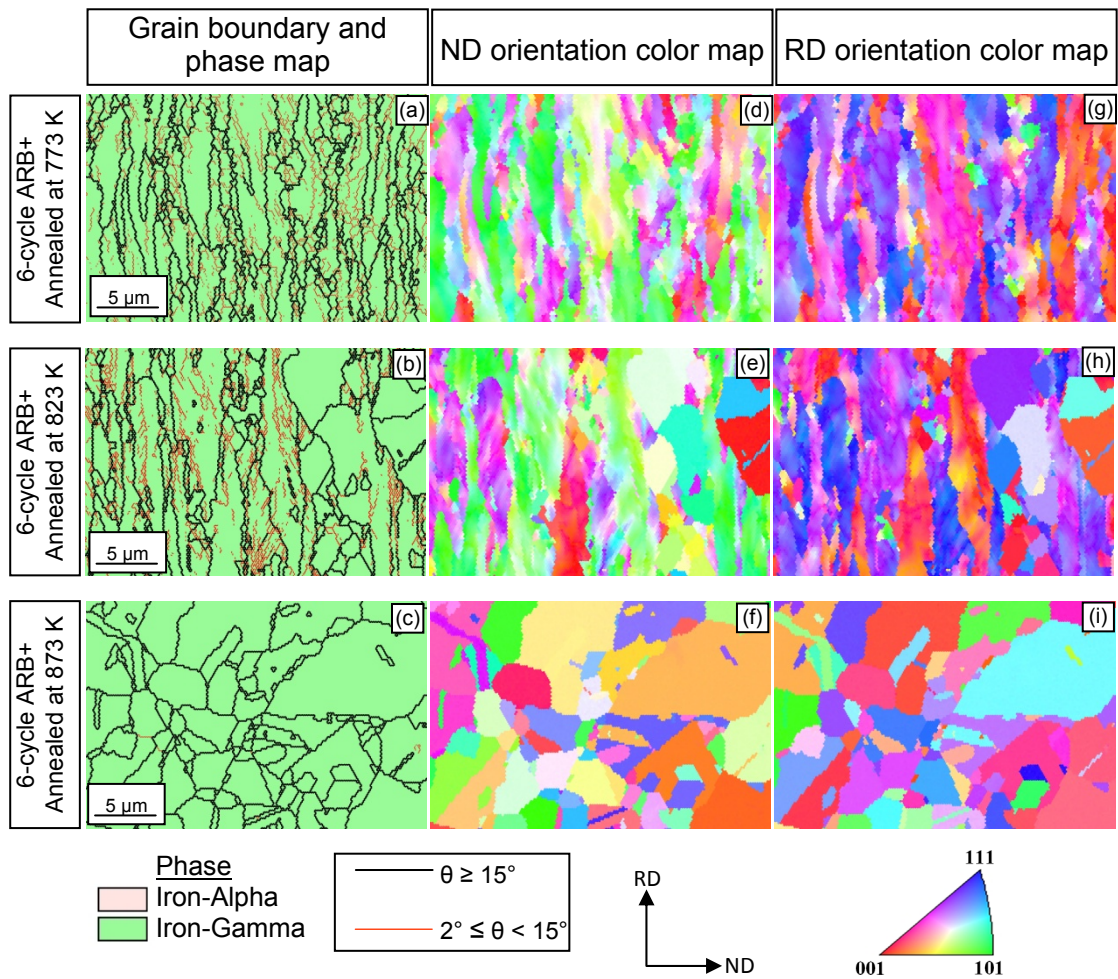 Grain boundary and
phase map
ND orientation color map
RD orientation color map
6-cycle ARB+
Annealed at 773 K
(a)
5 µm
(d)
(g)
6-cycle ARB+
Annealed at 823 K
(b)
5 µm
(e)
(h)
6-cycle ARB+
Annealed at 873 K
(c)
5 µm
(f)
(i)
Phase
Iron-Alpha
Iron-Gamma
θ ≥ 15°
2° ≤ θ < 15°
RD
ND
111
001
101